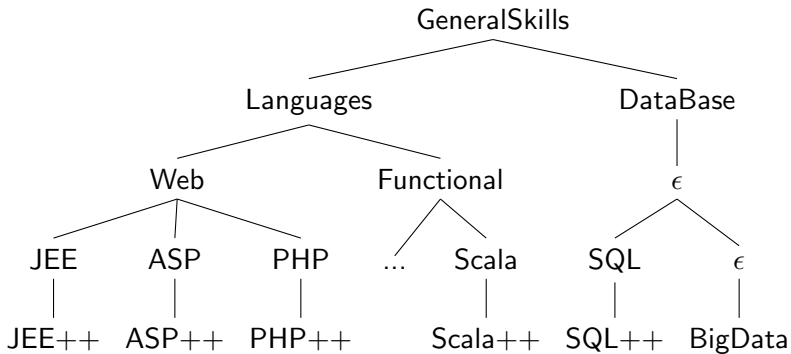 GeneralSkills
Languages DataBase
Web Functional ϵ
JEE ASP PHP ... Scala SQL ϵ
JEE++ ASP++ PHP++ Scala++ SQL++ BigData